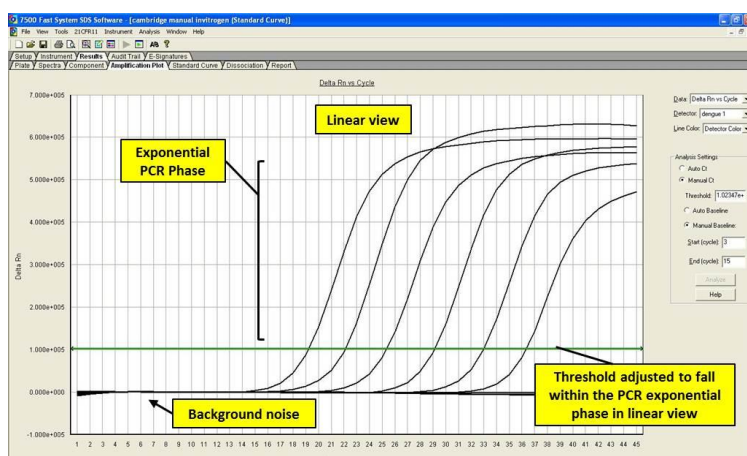 7500 Fast System SDS Software - [cambridge manual invitrogen (Standard Curve)]
File View Tools 21CFR11 Instrument Analysis Window Help
Setup Instrument Results Audit Trail E-Signatures
Plate Spectra Component Amplification Plot Standard Curve Dissociation Report
Delta Rn vs Cycle
7.000e+005
6.000e+005
5.000e+005
4.000e+005
3.000e+005
2.000e+005
1.000e+005
0.000e+000
-1.000e+005
Delta Rn
Linear view
Exponential
PCR Phase
Background noise
Threshold adjusted to fall
within the PCR exponential
phase in linear view
1 2 3 4 5 6 7 8 9 10 11 12 13 14 15 16 17 18 19 20 21 22 23 24 25 26 27 28 29 30 31 32 33 34 35 36 37 38 39 40 41 42 43 44 45
Data: Delta Rn vs Cycle
Detector: dengue 1
Line Color: Detector Color
Analysis Settings
Auto Ct
Manual Ct
Threshold: 1.02347e+
Auto Baseline
Manual Baseline:
Start (cycle): 3
End (cycle): 15
Analyze
Help